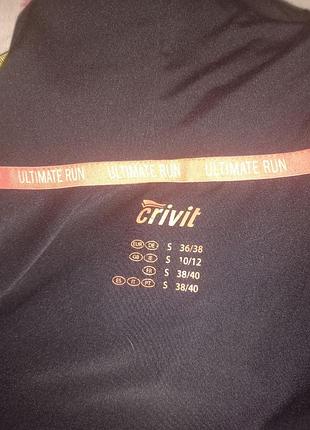 ULTIMATE RUN ULTIMATE RUN ULTIMATE RUN
crivit
EUR DE S 36/38
GB IE S 10/12
FR S 38/40
ES IT PT S 38/40